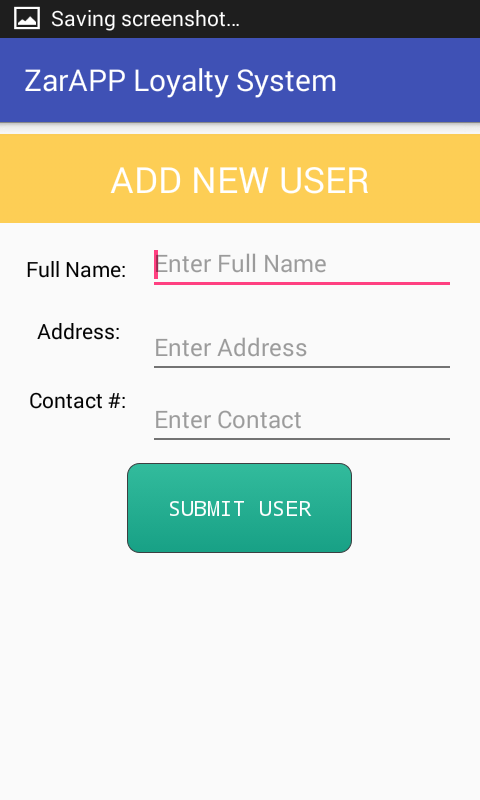 Saving screenshot...
ZarAPP Loyalty System
ADD NEW USER
Full Name: Enter Full Name
Address: Enter Address
Contact #: Enter Contact
SUBMIT USER